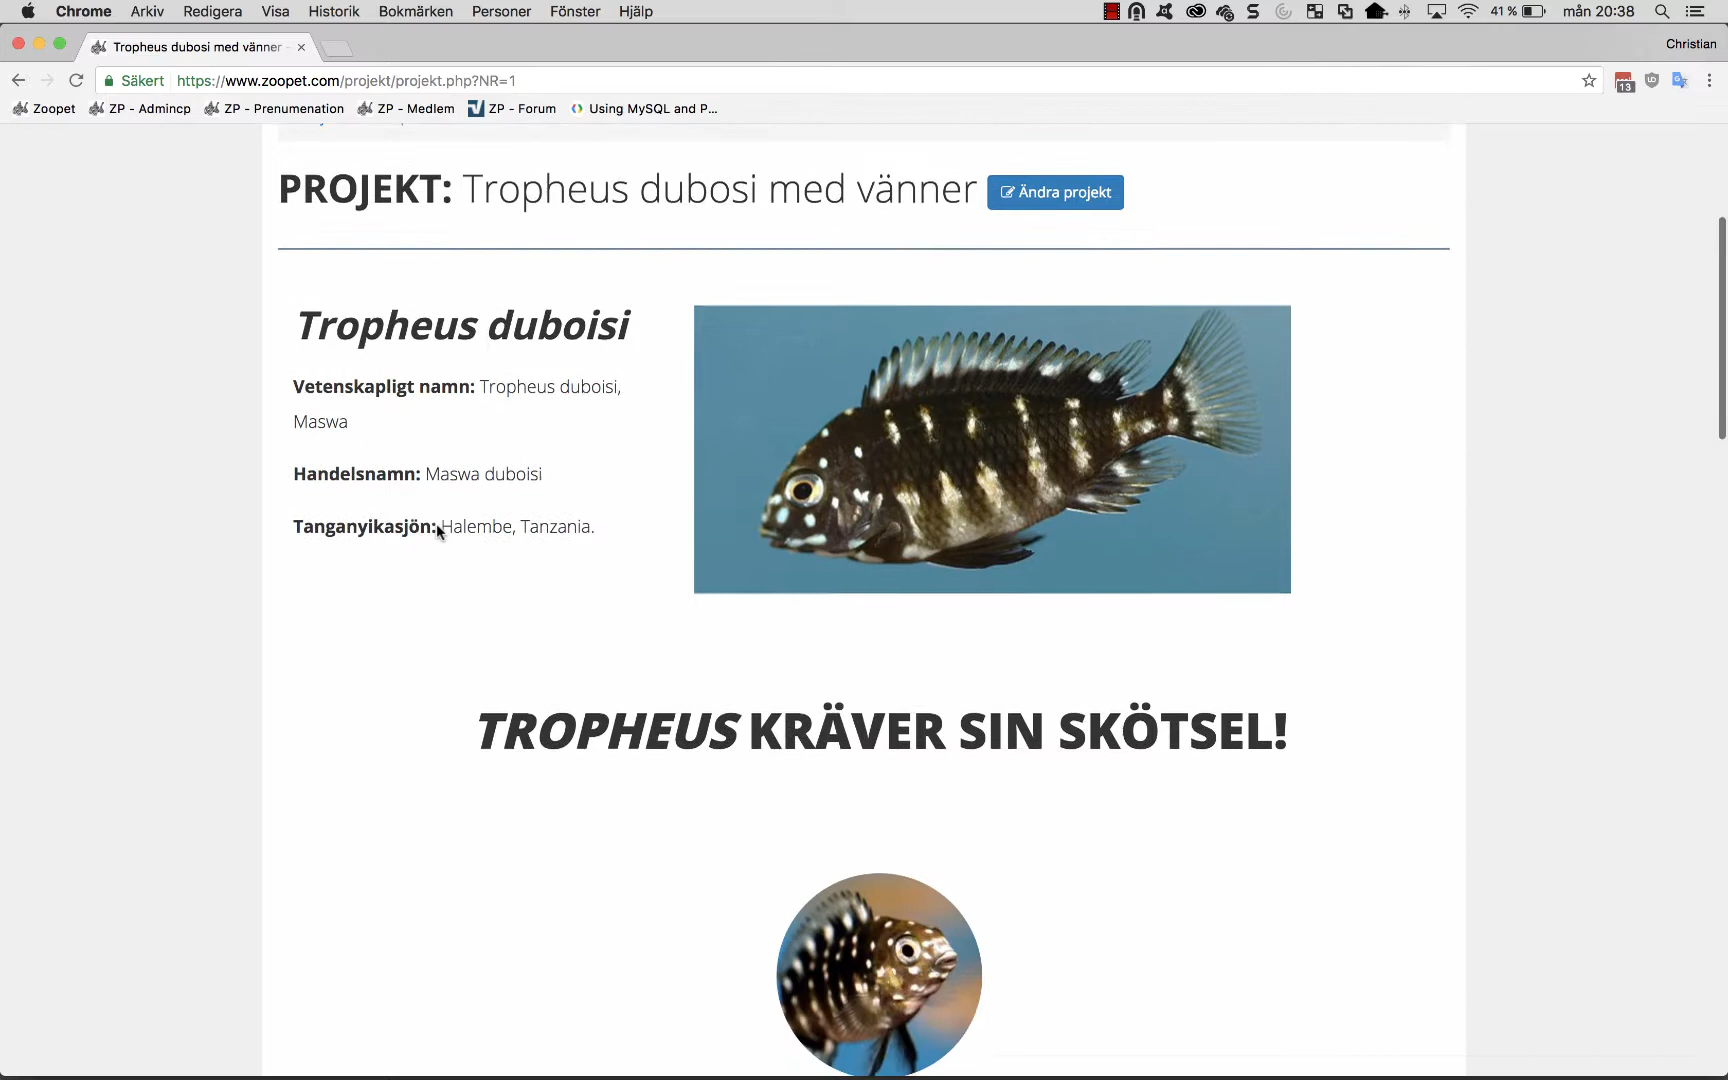 Chrome Arkiv Redigera Visa Historik Bokmärken Personer Fönster Hjälp 41 % mån 20:38
Tropheus dubosi med vänner Christian
Säkert https://www.zoopet.com/projekt/projekt.php?NR=1 13
Zoopet ZP - Admincp ZP - Prenumenation ZP - Medlem ZP - Forum Using MySQL and P...
PROJEKT: Tropheus dubosi med vänner Ändra projekt
Tropheus duboisi
Vetenskapligt namn: Tropheus duboisi,
Maswa
Handelsnamn: Maswa duboisi
Tanganyikasjön: Halembe, Tanzania.
TROPHEUS KRÄVER SIN SKÖTSEL!